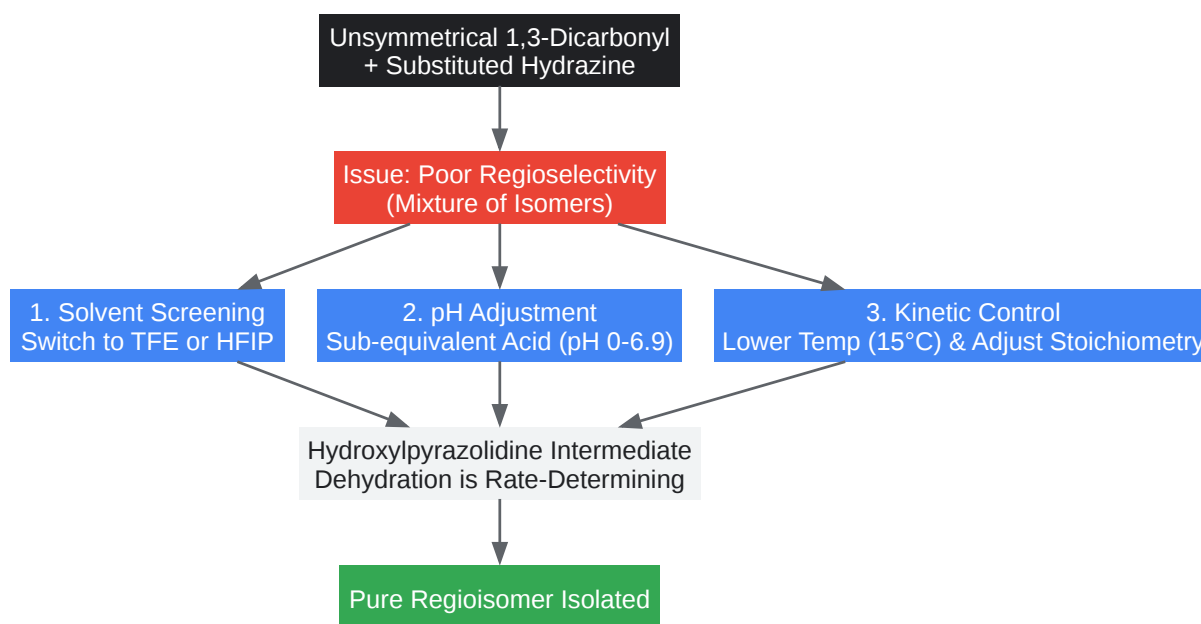 Unsymmetrical 1,3-Dicarbonyl
+ Substituted Hydrazine
Issue: Poor Regioselectivity
(Mixture of Isomers)
1. Solvent Screening
Switch to TFE or HFIP
2. pH Adjustment
Sub-equivalent Acid (pH 0-6.9)
3. Kinetic Control
Lower Temp (15°C) & Adjust Stoichiometry
Hydroxylpyrazolidine Intermediate
Dehydration is Rate-Determining
Pure Regioisomer Isolated